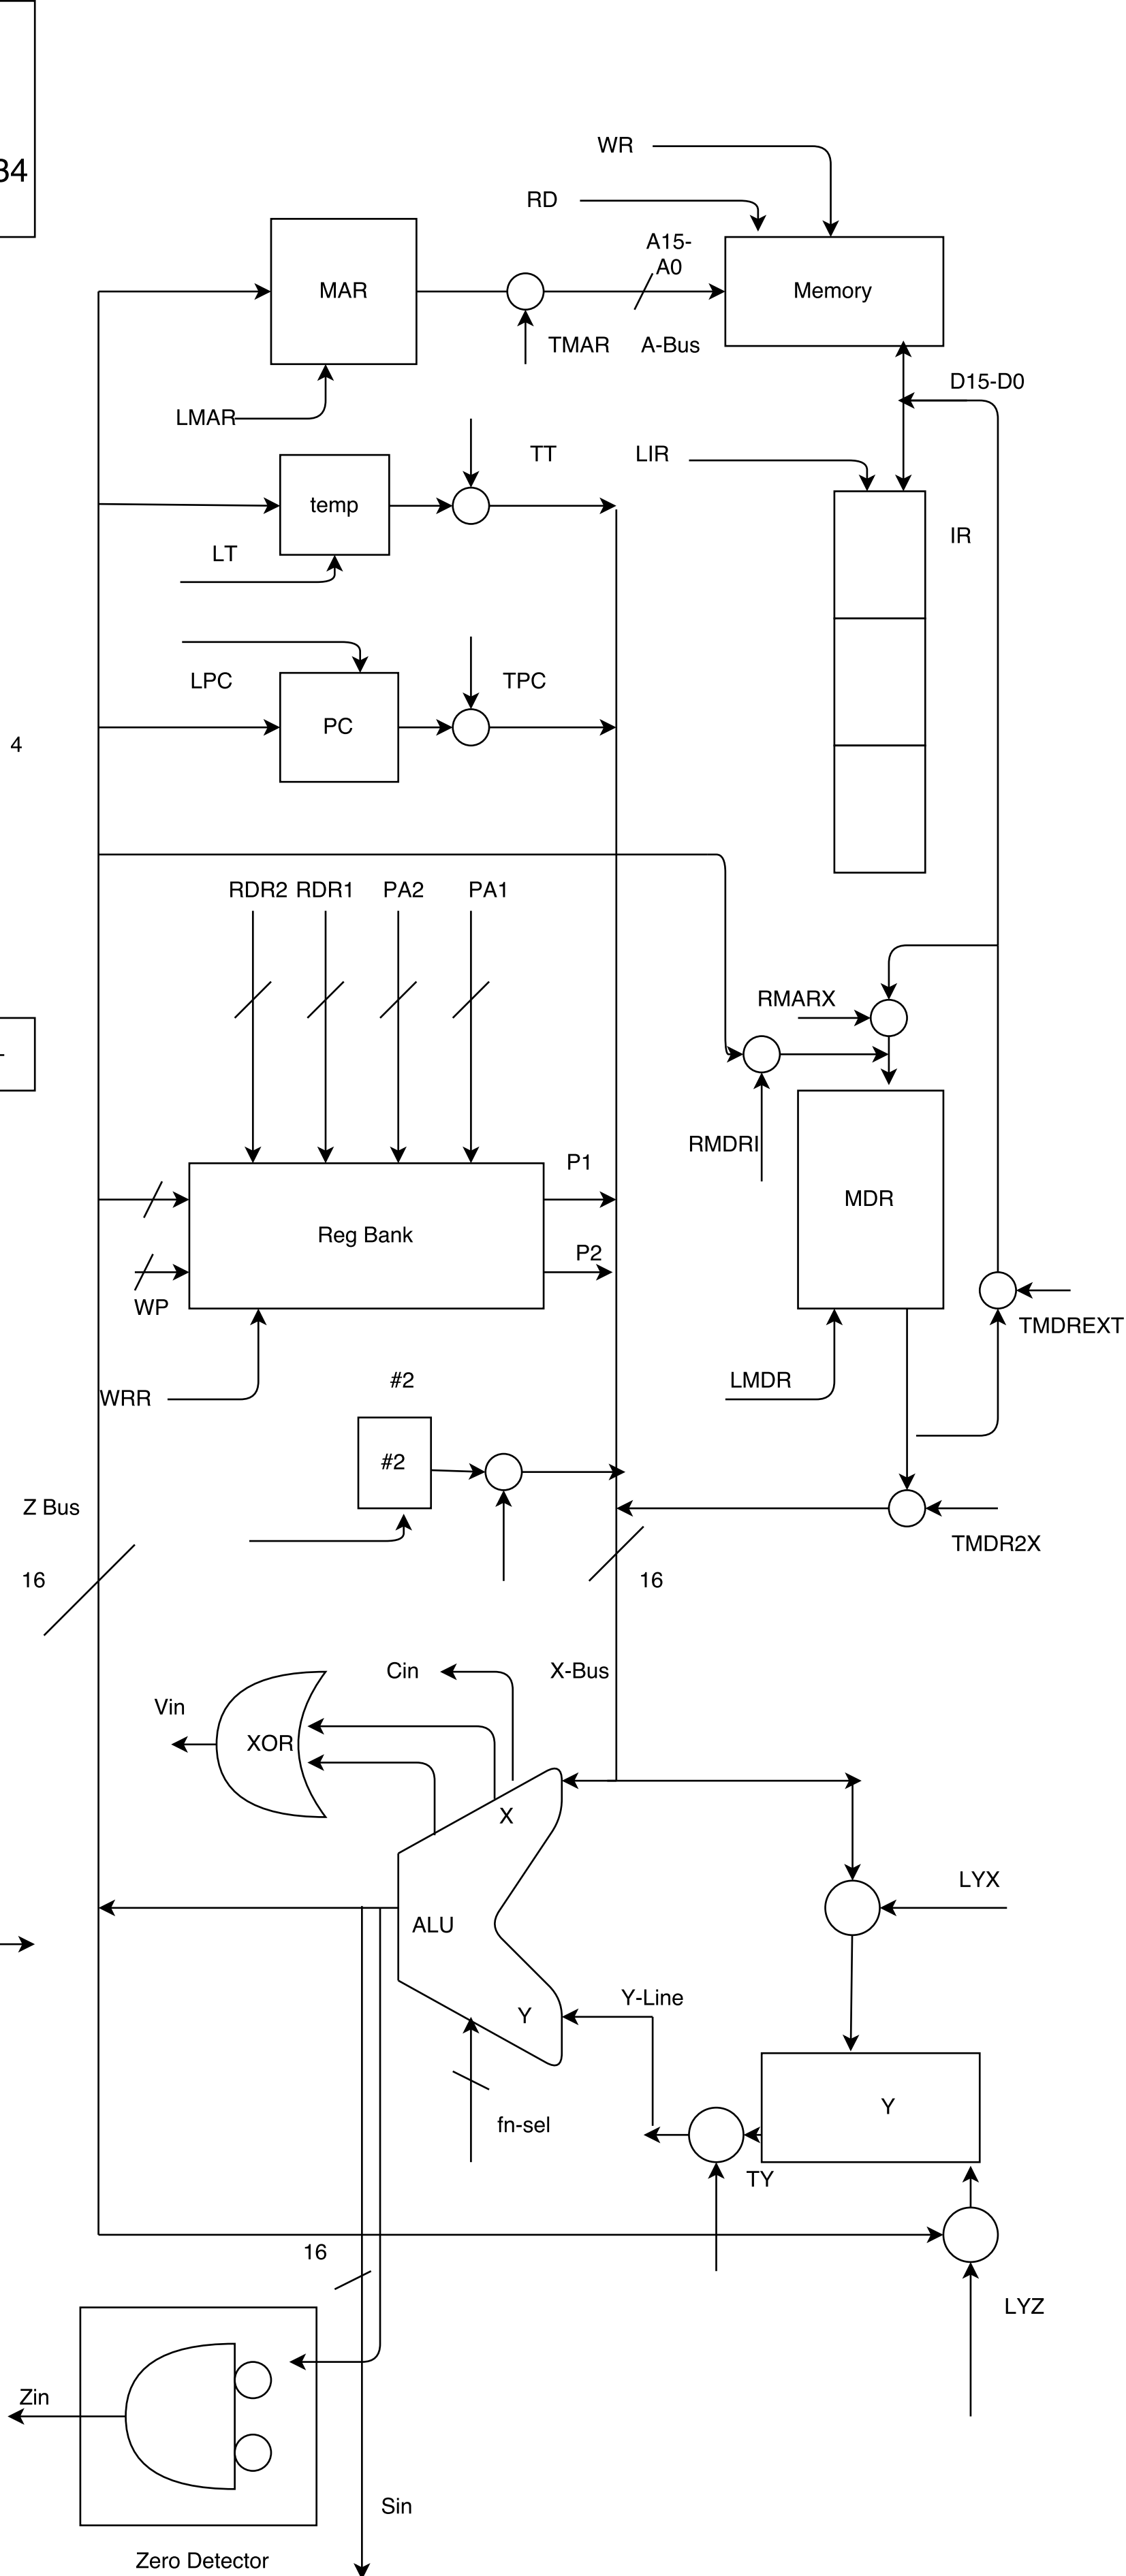 WR
34
RD
A15-
A0
MAR
Memory
TMAR
A-Bus
D15-D0
LMAR
TT
LIR
temp
IR
LT
LPC
TPC
PC
4
RDR2
RDR1
PA2
PA1
RMARX
RMDRI
P1
MDR
Reg Bank
P2
WP
TMDREXT
#2
LMDR
WRR
#2
Z Bus
TMDR2X
16
16
Cin
X-Bus
Vin
XOR
X
LYX
ALU
Y-Line
Y
Y
fn-sel
TY
16
LYZ
Zin
Sin
Zero Detector